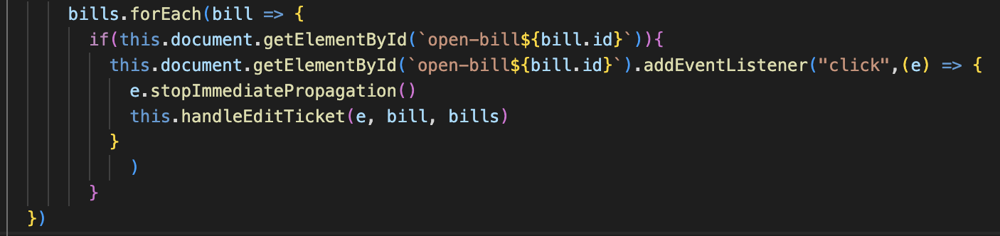 bills.forEach(bill => {
if(this.document.getElementById(`open-bill${bill.id}`)){
this.document.getElementById(`open-bill${bill.id}`).addEventListener("click",(e) => {
e.stopImmediatePropagation()
this.handleEditTicket(e, bill, bills)
}
)
}
})